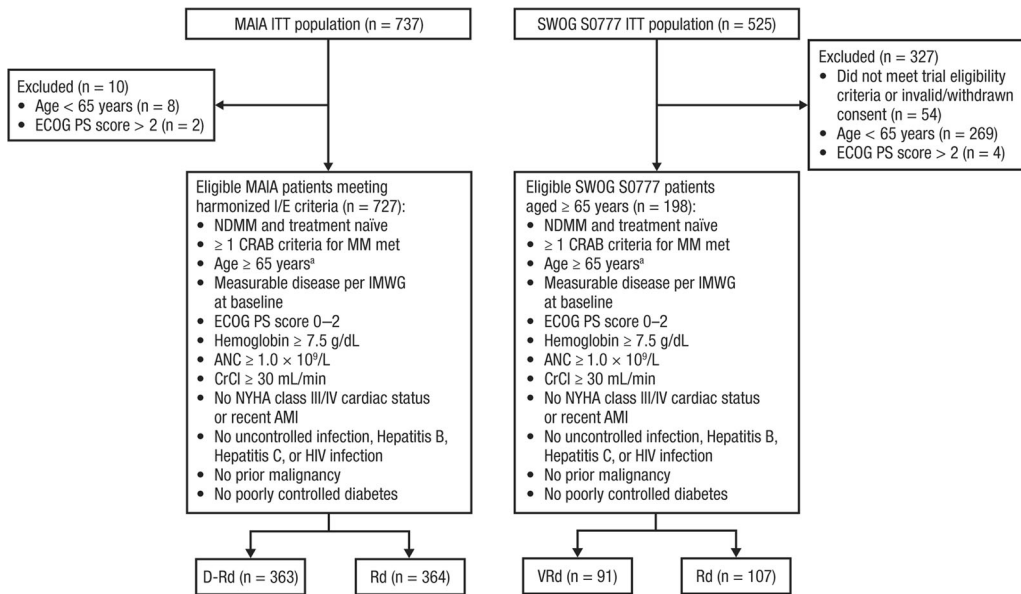 MAIA ITT population (n = 737)
Excluded (n = 10)
• Age < 65 years (n = 8)
• ECOG PS score > 2 (n = 2)
Eligible MAIA patients meeting
harmonized I/E criteria (n = 727):
• NDMM and treatment naïve
• ≥ 1 CRAB criteria for MM met
• Age ≥ 65 yearsᵃ
• Measurable disease per IMWG
at baseline
• ECOG PS score 0–2
• Hemoglobin ≥ 7.5 g/dL
• ANC ≥ 1.0 × 10⁹/L
• CrCl ≥ 30 mL/min
• No NYHA class III/IV cardiac status
or recent AMI
• No uncontrolled infection, Hepatitis B,
Hepatitis C, or HIV infection
• No prior malignancy
• No poorly controlled diabetes
D-Rd (n = 363)
Rd (n = 364)
SWOG S0777 ITT population (n = 525)
Excluded (n = 327)
• Did not meet trial eligibility
criteria or invalid/withdrawn
consent (n = 54)
• Age < 65 years (n = 269)
• ECOG PS score > 2 (n = 4)
Eligible SWOG S0777 patients
aged ≥ 65 years (n = 198):
• NDMM and treatment naïve
• ≥ 1 CRAB criteria for MM met
• Age ≥ 65 yearsᵃ
• Measurable disease per IMWG
at baseline
• ECOG PS score 0–2
• Hemoglobin ≥ 7.5 g/dL
• ANC ≥ 1.0 × 10⁹/L
• CrCl ≥ 30 mL/min
• No NYHA class III/IV cardiac status
or recent AMI
• No uncontrolled infection, Hepatitis B,
Hepatitis C, or HIV infection
• No prior malignancy
• No poorly controlled diabetes
VRd (n = 91)
Rd (n = 107)